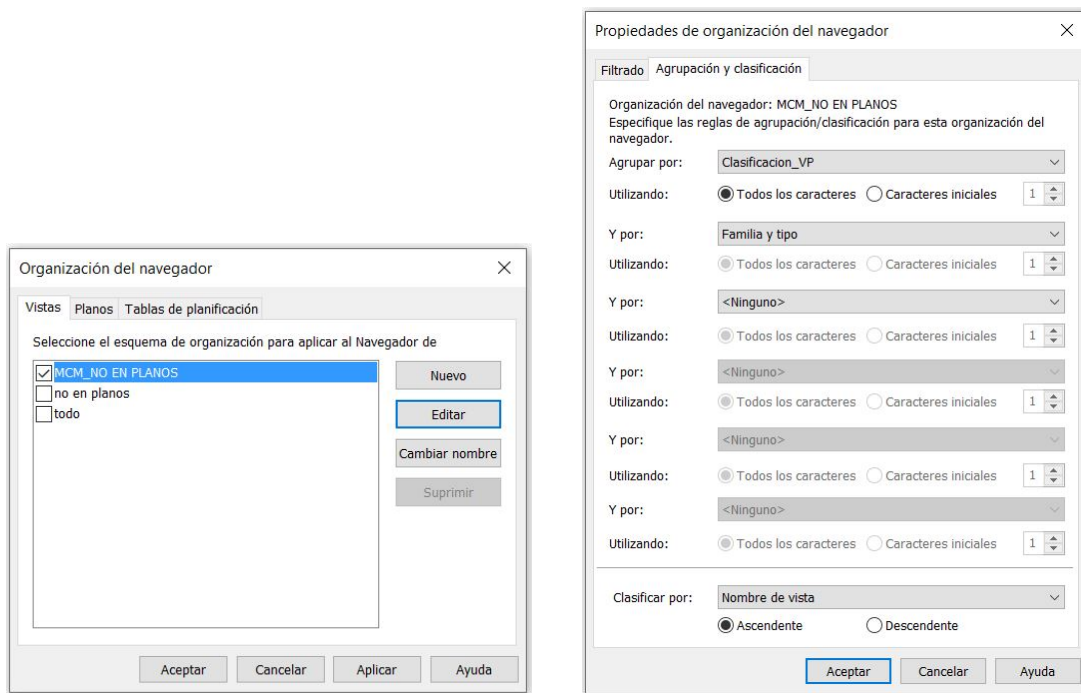 Organización del navegador
Vistas Planos Tablas de planificación
Seleccione el esquema de organización para aplicar al Navegador de
MCM_NO EN PLANOS
no en planos
todo
Nuevo
Editar
Cambiar nombre
Suprimir
Aceptar Cancelar Aplicar Ayuda
Propiedades de organización del navegador
Filtrado Agrupación y clasificación
Organización del navegador: MCM_NO EN PLANOS
Especifique las reglas de agrupación/clasificación para esta organización del
navegador.
Agrupar por: Clasificacion_VP
Utilizando: Todos los caracteres Caracteres iniciales 1
Y por: Familia y tipo
Utilizando: Todos los caracteres Caracteres iniciales 1
Y por: <Ninguno>
Utilizando: Todos los caracteres Caracteres iniciales 1
Y por: <Ninguno>
Utilizando: Todos los caracteres Caracteres iniciales 1
Y por: <Ninguno>
Utilizando: Todos los caracteres Caracteres iniciales 1
Y por: <Ninguno>
Utilizando: Todos los caracteres Caracteres iniciales 1
Clasificar por: Nombre de vista
Ascendente Descendente
Aceptar Cancelar Ayuda